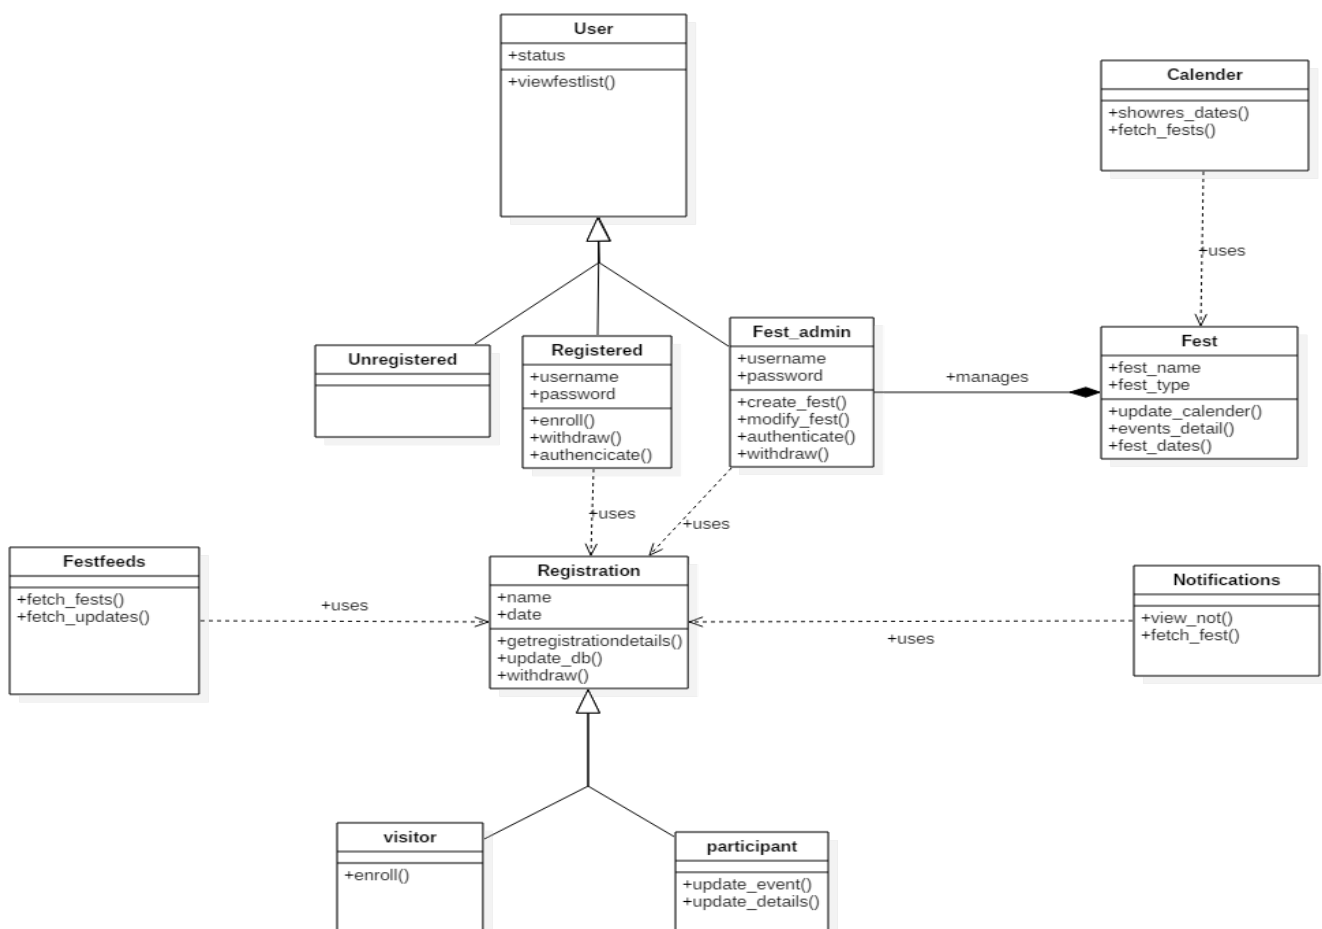 User
+status
+viewfestlist()
Calender
+showres_dates()
+fetch_fests()
+uses
Unregistered
Registered
+username
+password
+enroll()
+withdraw()
+authencicate()
Fest_admin
+username
+password
+create_fest()
+modify_fest()
+authenticate()
+withdraw()
+manages
Fest
+fest_name
+fest_type
+update_calender()
+events_detail()
+fest_dates()
+uses
+uses
Festfeeds
+fetch_fests()
+fetch_updates()
+uses
Registration
+name
+date
+getregistrationdetails()
+update_db()
+withdraw()
+uses
Notifications
+view_not()
+fetch_fest()
visitor
+enroll()
participant
+update_event()
+update_details()